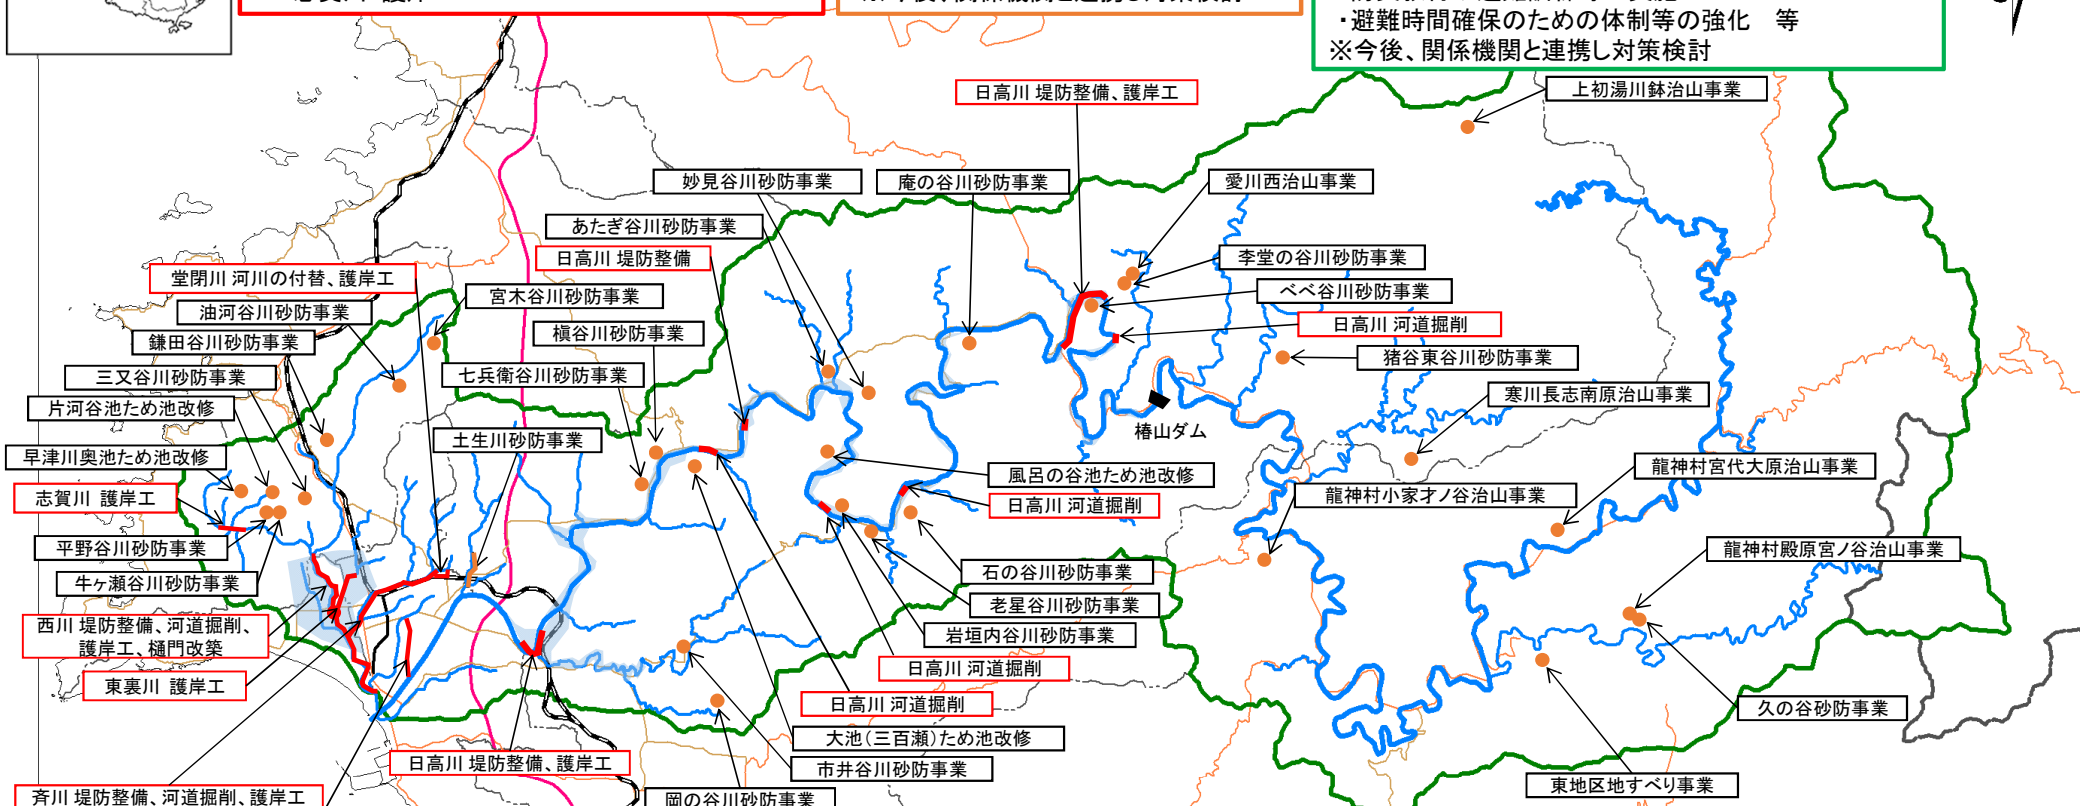 ・避難時間確保のための体制等の強化　等
※今後、関係機関と連携し対策検討
日高川 堤防整備、護岸工
上初湯川鉢治山事業
妙見谷川砂防事業
庵の谷川砂防事業
愛川西治山事業
あたぎ谷川砂防事業
日高川 堤防整備
李堂の谷川砂防事業
堂閉川 河川の付替、護岸工
宮木谷川砂防事業
べべ谷川砂防事業
油河谷川砂防事業
槇谷川砂防事業
日高川 河道掘削
鎌田谷川砂防事業
猪谷東谷川砂防事業
三又谷川砂防事業
七兵衛谷川砂防事業
寒川長志南原治山事業
片河谷池ため池改修
椿山ダム
土生川砂防事業
早津川奥池ため池改修
風呂の谷池ため池改修
龍神村宮代大原治山事業
志賀川 護岸工
日高川 河道掘削
龍神村小家才ノ谷治山事業
平野谷川砂防事業
龍神村殿原宮ノ谷治山事業
牛ヶ瀬谷川砂防事業
石の谷川砂防事業
老星谷川砂防事業
西川 堤防整備、河道掘削、
護岸工、樋門改築
岩垣内谷川砂防事業
日高川 河道掘削
東裏川 護岸工
日高川 河道掘削
久の谷砂防事業
大池（三百瀬）ため池改修
日高川 堤防整備、護岸工
市井谷川砂防事業
東地区地すべり事業
斉川 堤防整備、河道掘削、護岸工
岡の谷川砂防事業